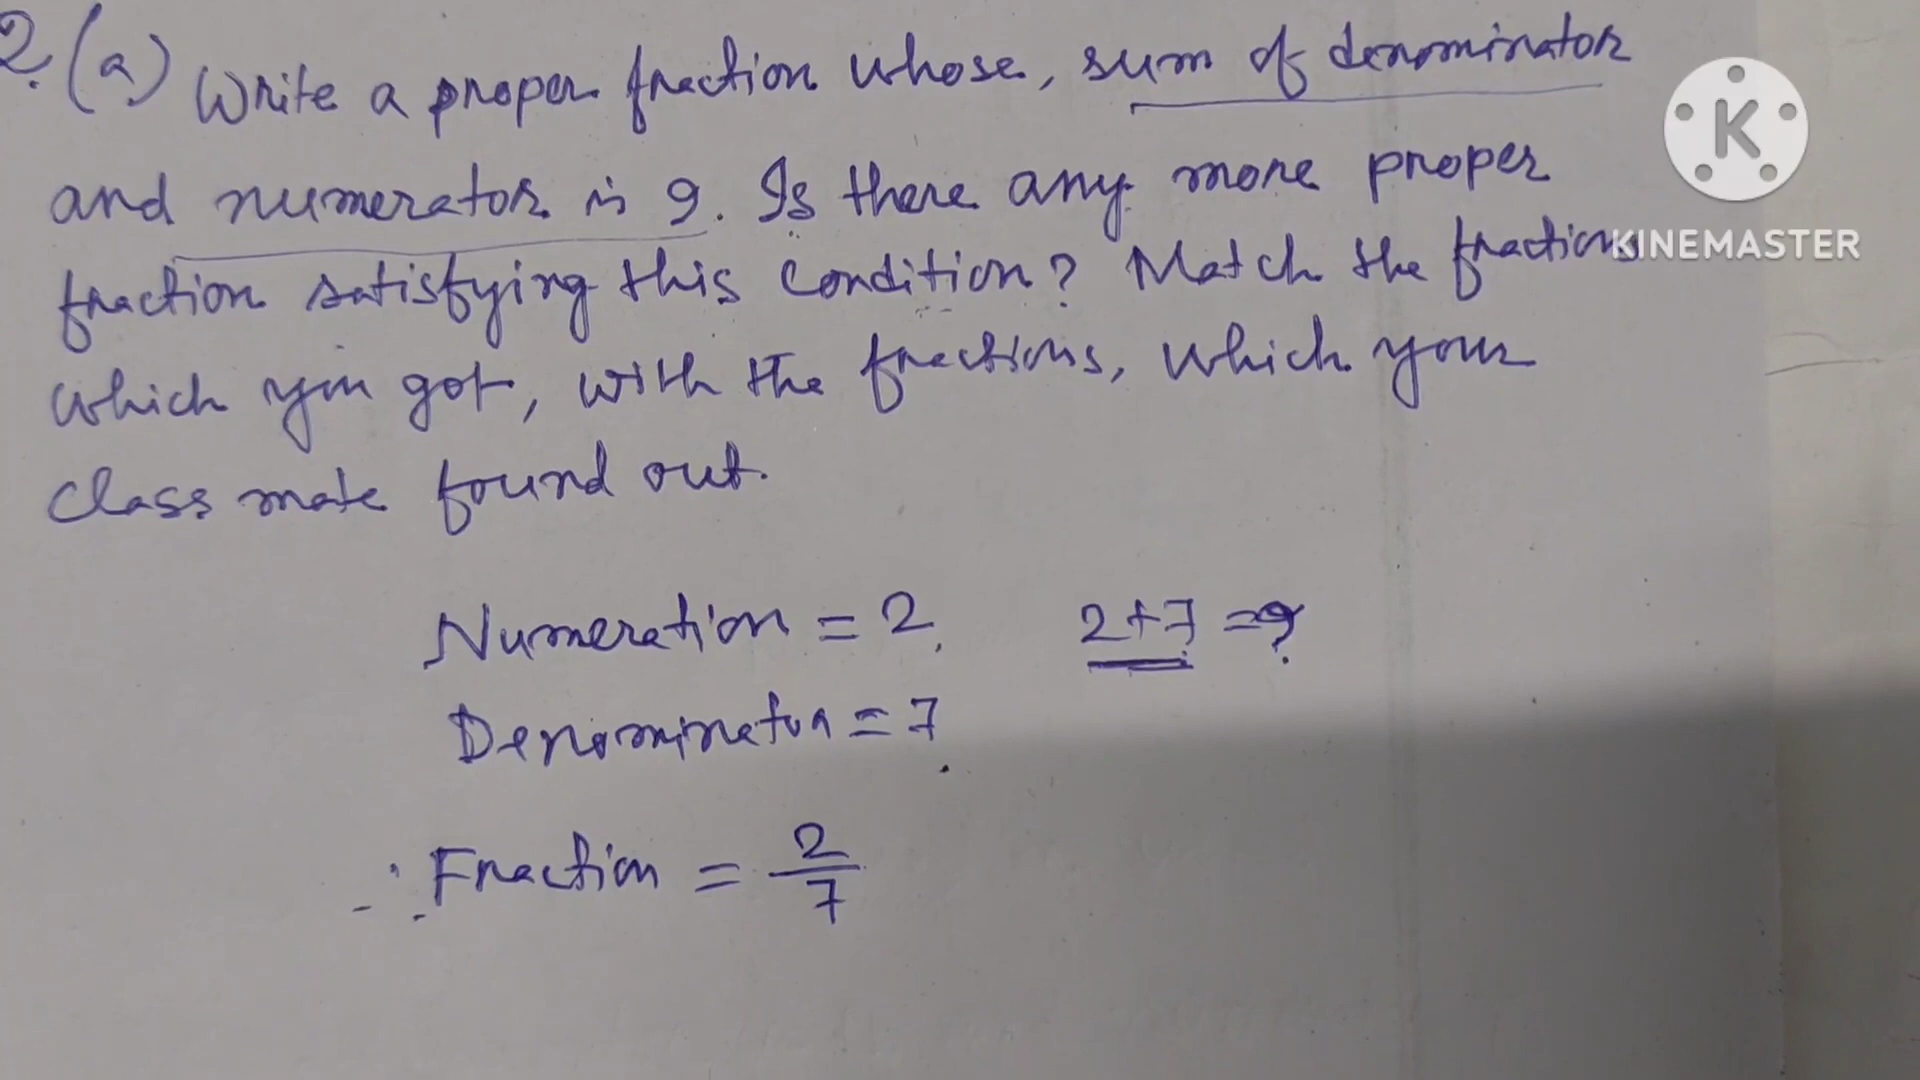 2. (a) Write a proper fraction whose, sum of denominator
and numerator is 9. Is there any more proper
fraction satisfying this condition? Match the fractions
which you got, with the fractions, which your
class mate found out.
K
KINEMASTER
Numeration = 2, 2+7 = 9
Denominator = 7
∴ Fraction = 2/7